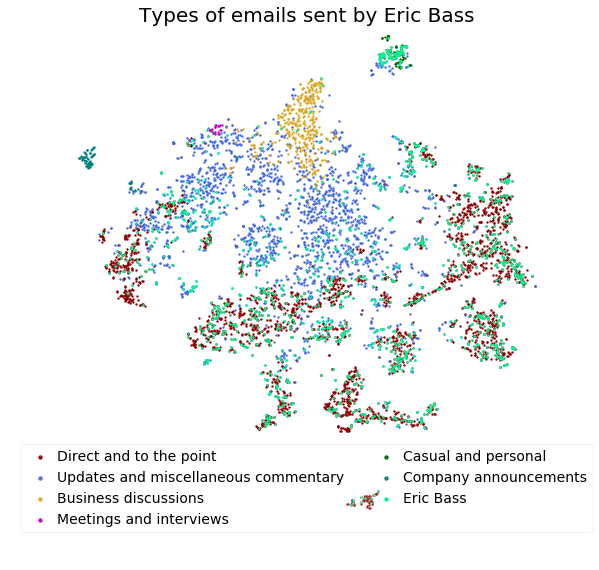 Types of emails sent by Eric Bass
Direct and to the point
Updates and miscellaneous commentary
Business discussions
Meetings and interviews
Casual and personal
Company announcements
Eric Bass